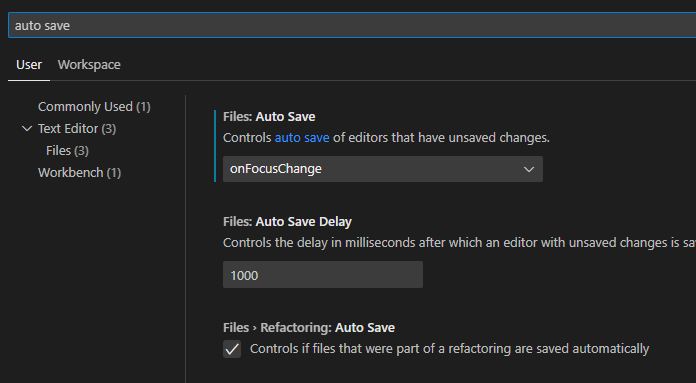 auto save
User Workspace
Commonly Used (1)
Text Editor (3)
Files (3)
Workbench (1)
Files: Auto Save
Controls auto save of editors that have unsaved changes.
onFocusChange
Files: Auto Save Delay
Controls the delay in milliseconds after which an editor with unsaved changes is sa
1000
Files › Refactoring: Auto Save
Controls if files that were part of a refactoring are saved automatically